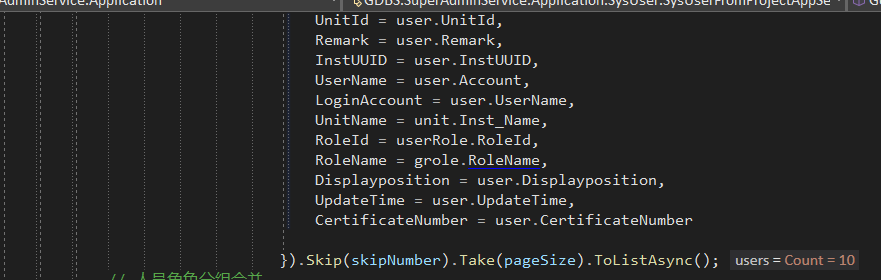 AdminService.Application GDBS.SuperAdminService.Application.SysUser.SysUserFromProjectAppSe
UnitId = user.UnitId,
Remark = user.Remark,
InstUUID = user.InstUUID,
UserName = user.Account,
LoginAccount = user.UserName,
UnitName = unit.Inst_Name,
RoleId = userRole.RoleId,
RoleName = grole.RoleName,
Displayposition = user.Displayposition,
UpdateTime = user.UpdateTime,
CertificateNumber = user.CertificateNumber
}).Skip(skipNumber).Take(pageSize).ToListAsync(); users = Count = 10
// 人员角色分组合并